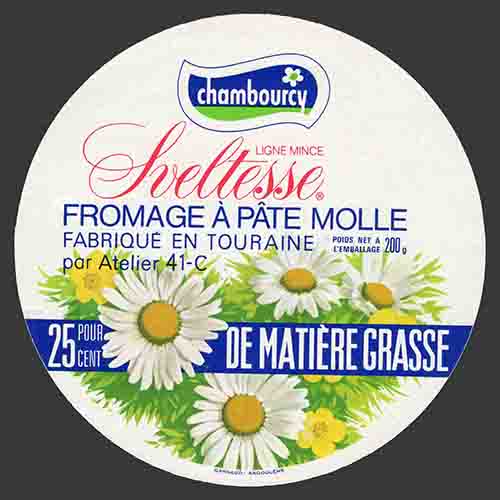 chambourcy
LIGNE MINCE
Sveltesse®
FROMAGE À PÂTE MOLLE
FABRIQUÉ EN TOURAINE
POIDS NET A
L'EMBALLAGE 200g
par Atelier 41-C
25 POUR CENT DE MATIÈRE GRASSE